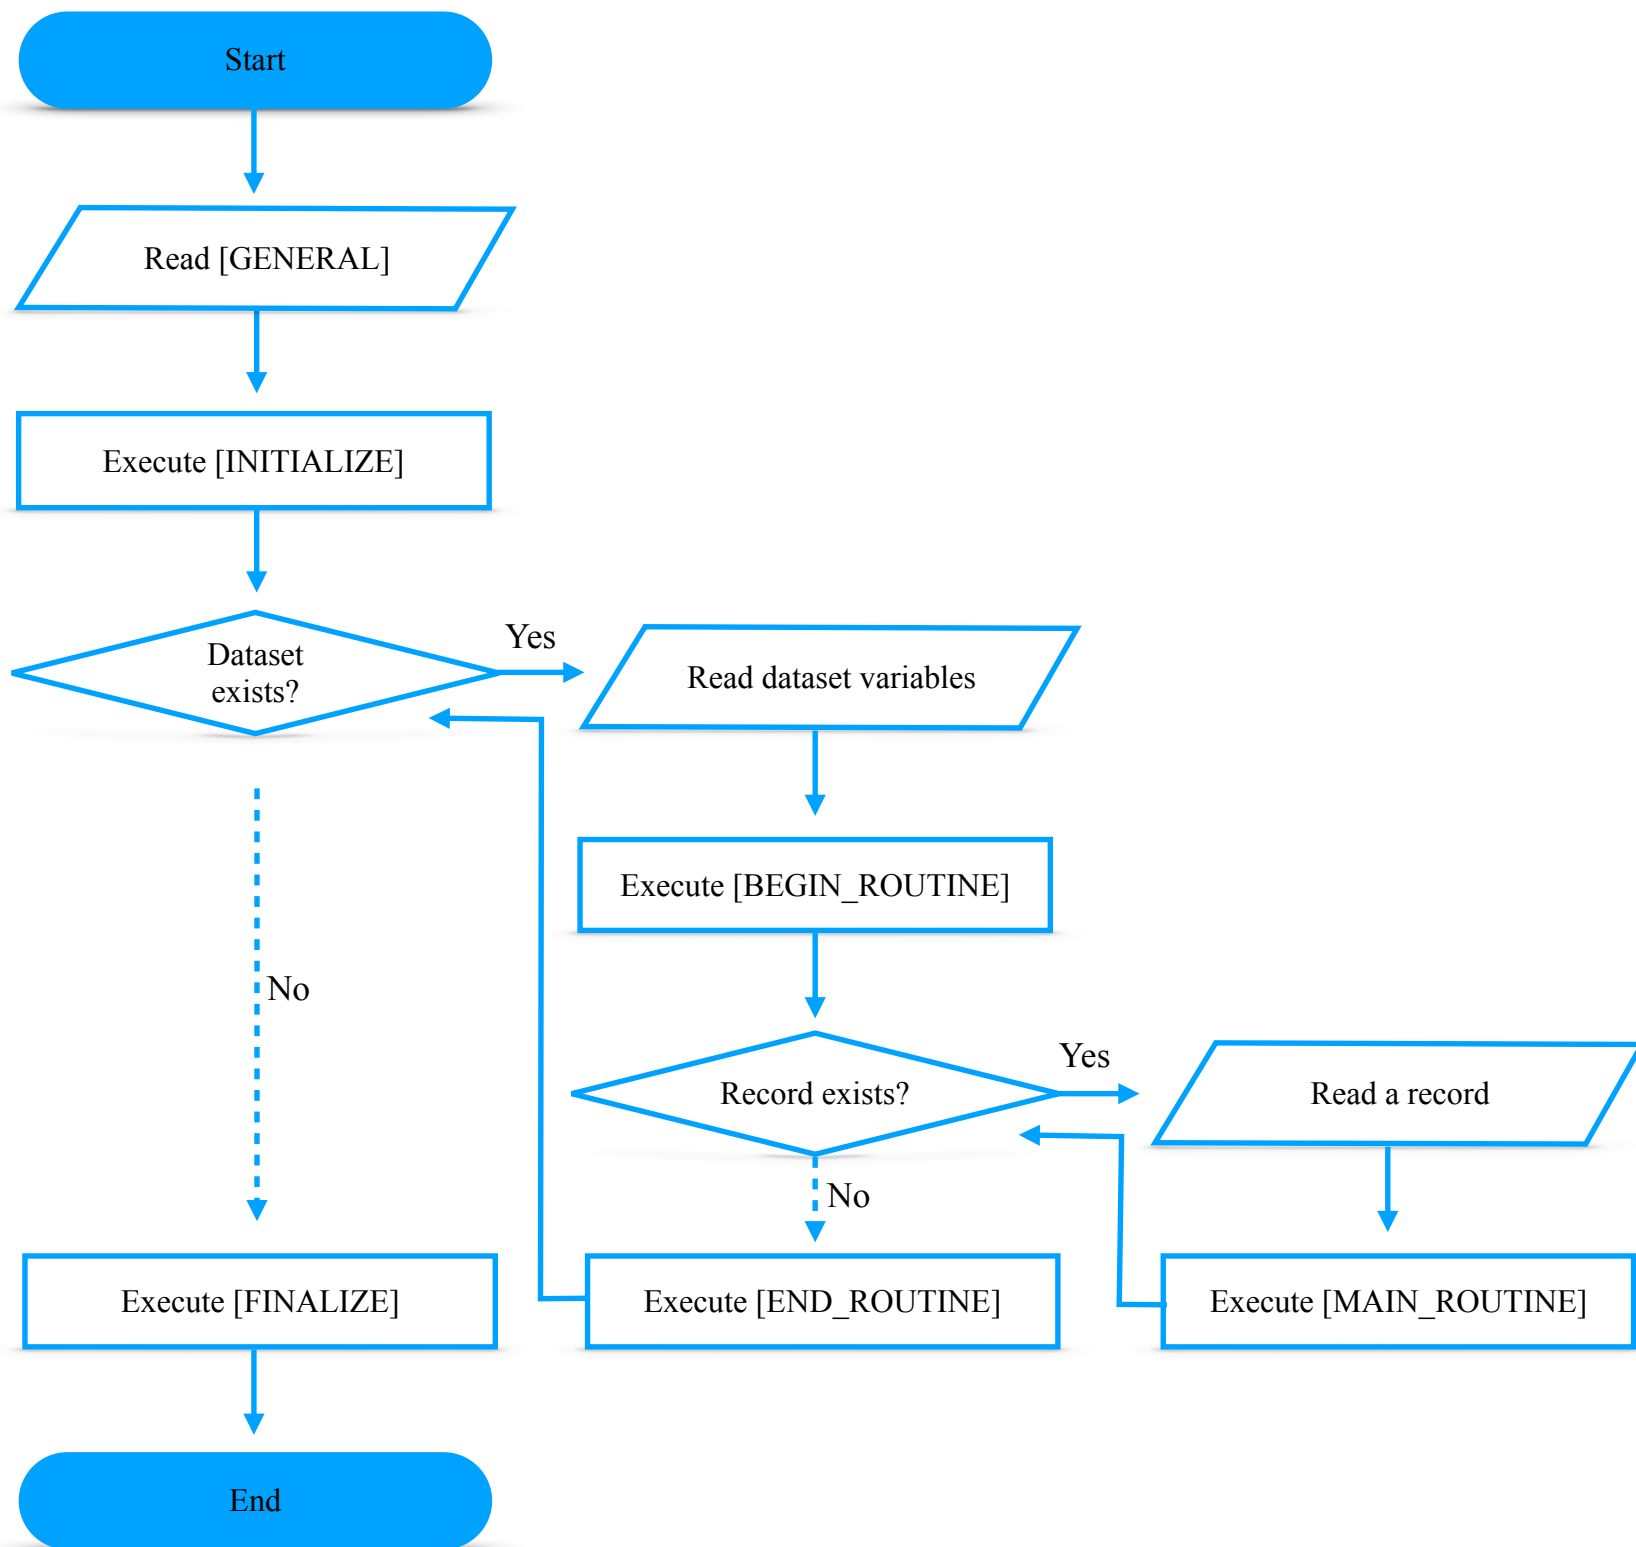 Start
Read [GENERAL]
Execute [INITIALIZE]
Dataset
exists?
Yes
Read dataset variables
Execute [BEGIN_ROUTINE]
No
Record exists?
Yes
Read a record
No
Execute [FINALIZE]
Execute [END_ROUTINE]
Execute [MAIN_ROUTINE]
End